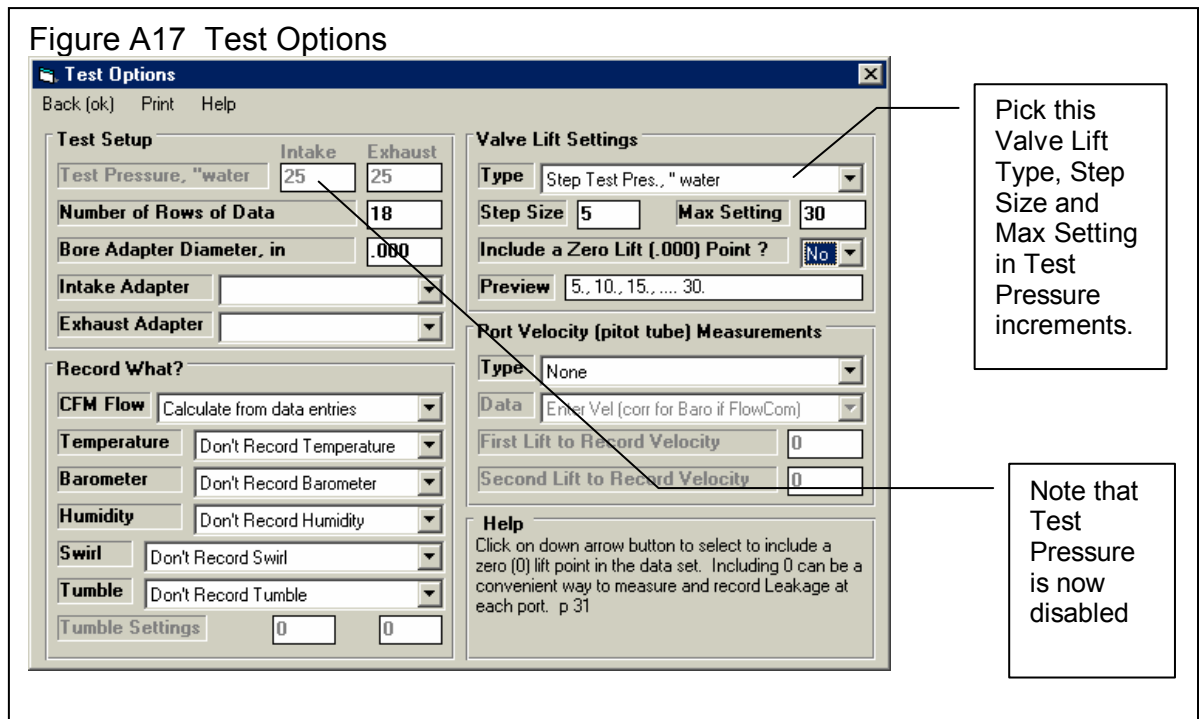 Figure A17 Test Options
Test Options
Back (ok) Print Help
Test Setup
Intake Exhaust
Test Pressure, "water 25 25
Number of Rows of Data 18
Bore Adapter Diameter, in .000
Intake Adapter
Exhaust Adapter
Record What?
CFM Flow Calculate from data entries
Temperature Don't Record Temperature
Barometer Don't Record Barometer
Humidity Don't Record Humidity
Swirl Don't Record Swirl
Tumble Don't Record Tumble
Tumble Settings 0 0
Valve Lift Settings
Type Step Test Pres., " water
Step Size 5 Max Setting 30
Include a Zero Lift (.000) Point ? No
Preview 5., 10., 15., .... 30.
Port Velocity (pitot tube) Measurements
Type None
Data Enter Vel (corr for Baro if FlowCom)
First Lift to Record Velocity 0
Second Lift to Record Velocity 0
Help
Click on down arrow button to select to include a
zero (0) lift point in the data set. Including 0 can be a
convenient way to measure and record Leakage at
each port. p 31
Pick this
Valve Lift
Type, Step
Size and
Max Setting
in Test
Pressure
increments.
Note that
Test
Pressure
is now
disabled